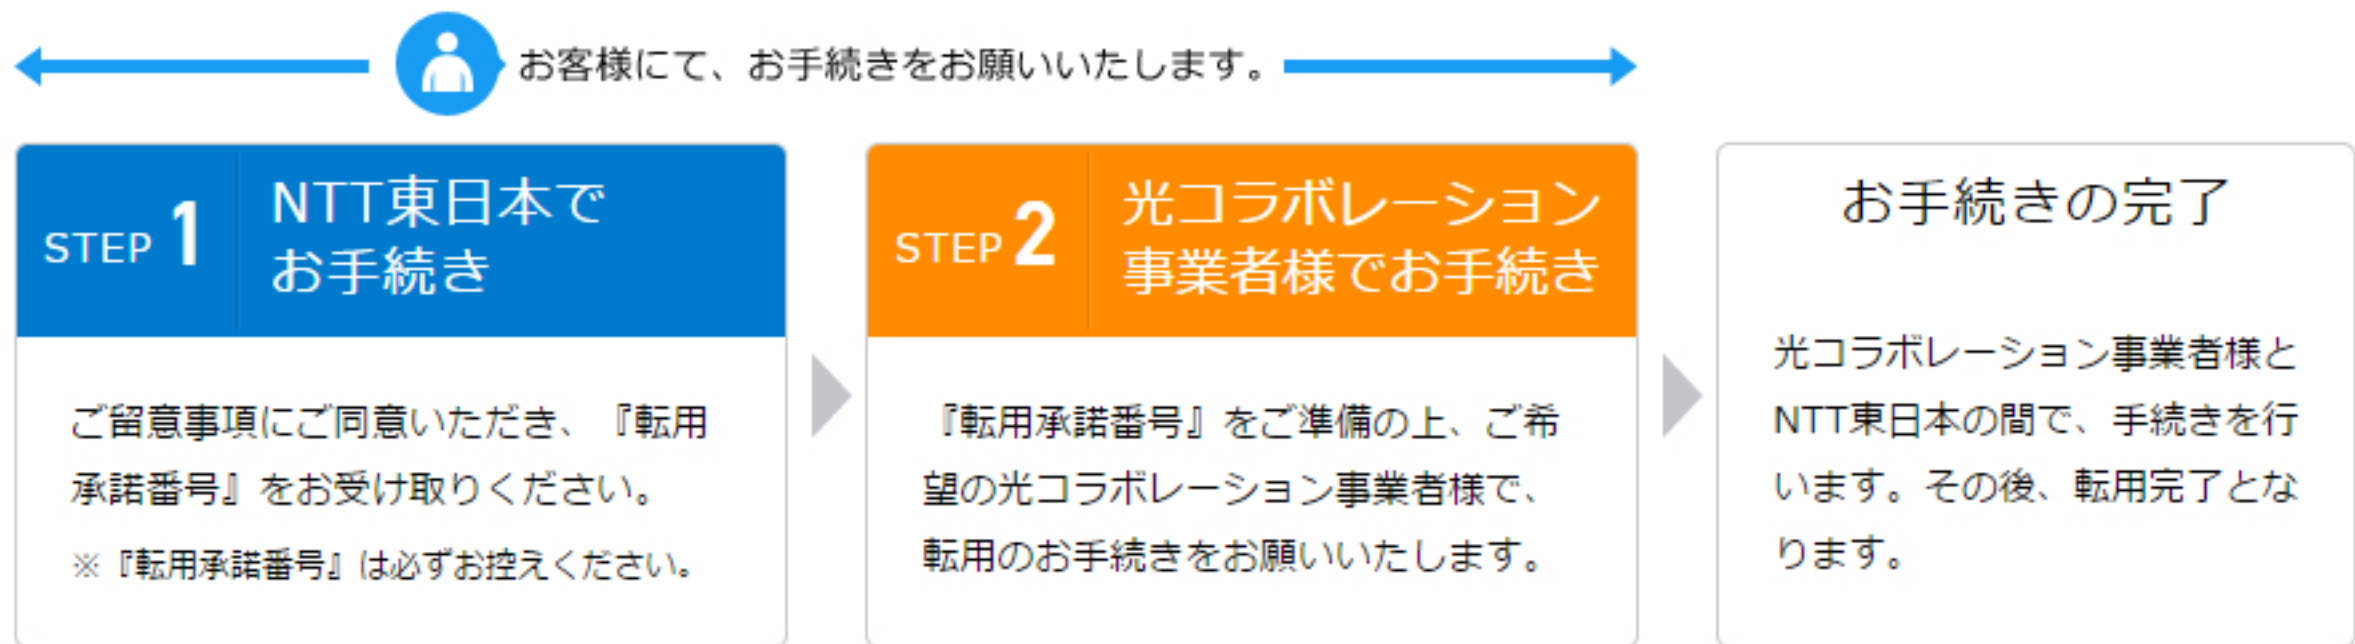 お客様にて、お手続きをお願いいたします。
STEP 1
NTT東日本で
お手続き
ご留意事項にご同意いただき、『転用
承諾番号』をお受け取りください。
※『転用承諾番号』は必ずお控えください。
STEP 2
光コラボレーション
事業者様でお手続き
『転用承諾番号』をご準備の上、ご希
望の光コラボレーション事業者様で、
転用のお手続きをお願いいたします。
お手続きの完了
光コラボレーション事業者様と
NTT東日本の間で、手続きを行
います。その後、転用完了とな
ります。